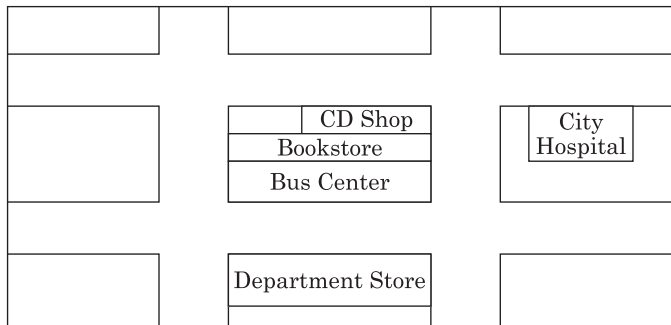 CD Shop
Bookstore
Bus Center
City
Hospital
Department Store